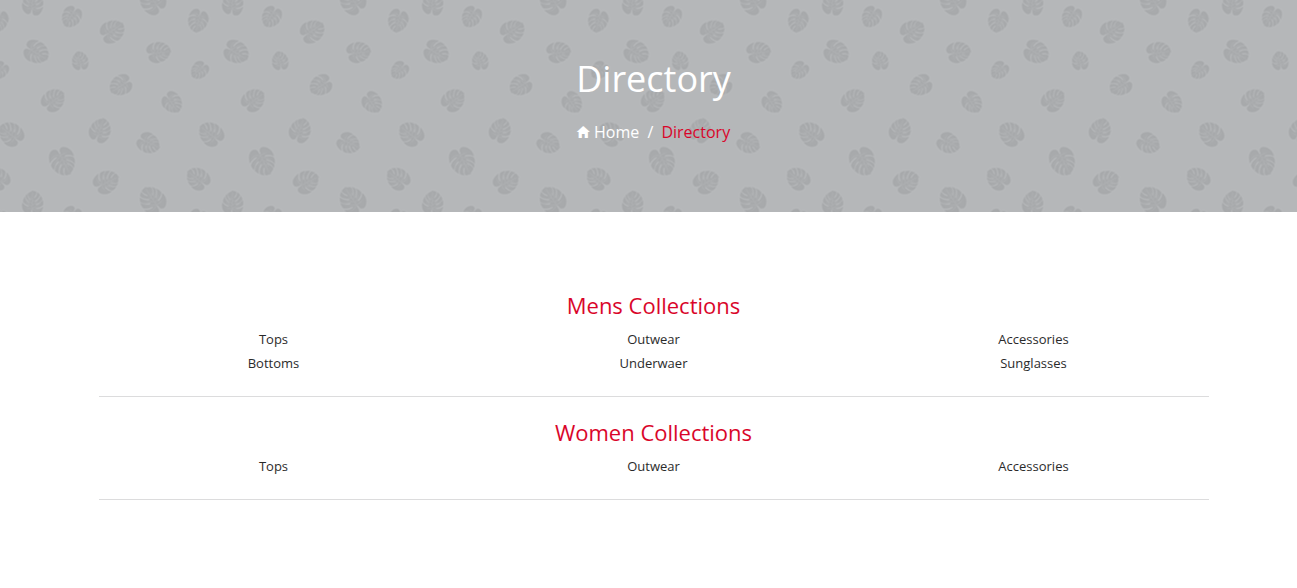 Directory
Home / Directory
Mens Collections
Tops Outwear Accessories
Bottoms Underwaer Sunglasses
Women Collections
Tops Outwear Accessories